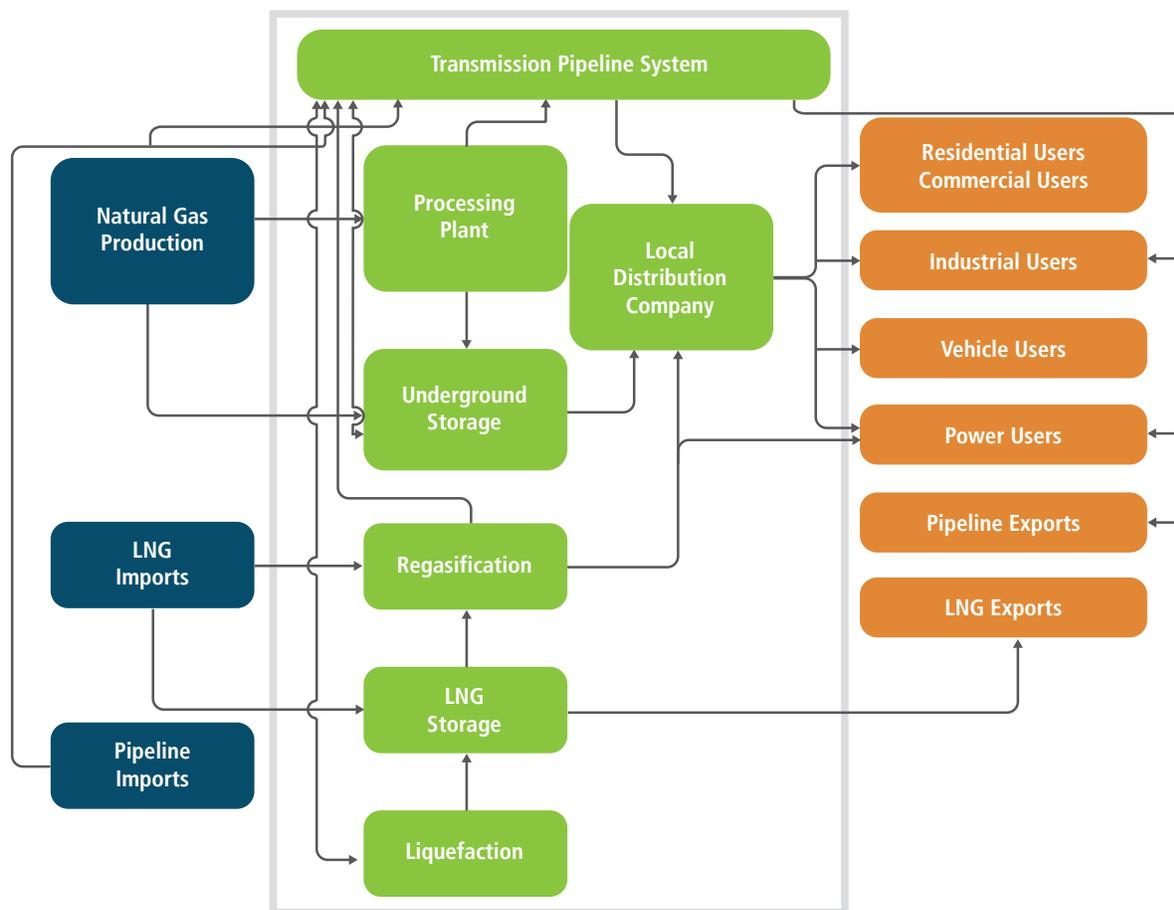 Transmission Pipeline System
Natural Gas
Production
Processing
Plant
Local
Distribution
Company
Residential Users
Commercial Users
Industrial Users
Vehicle Users
Underground
Storage
Power Users
LNG
Imports
Regasification
Pipeline Exports
LNG Exports
LNG
Storage
Pipeline
Imports
Liquefaction